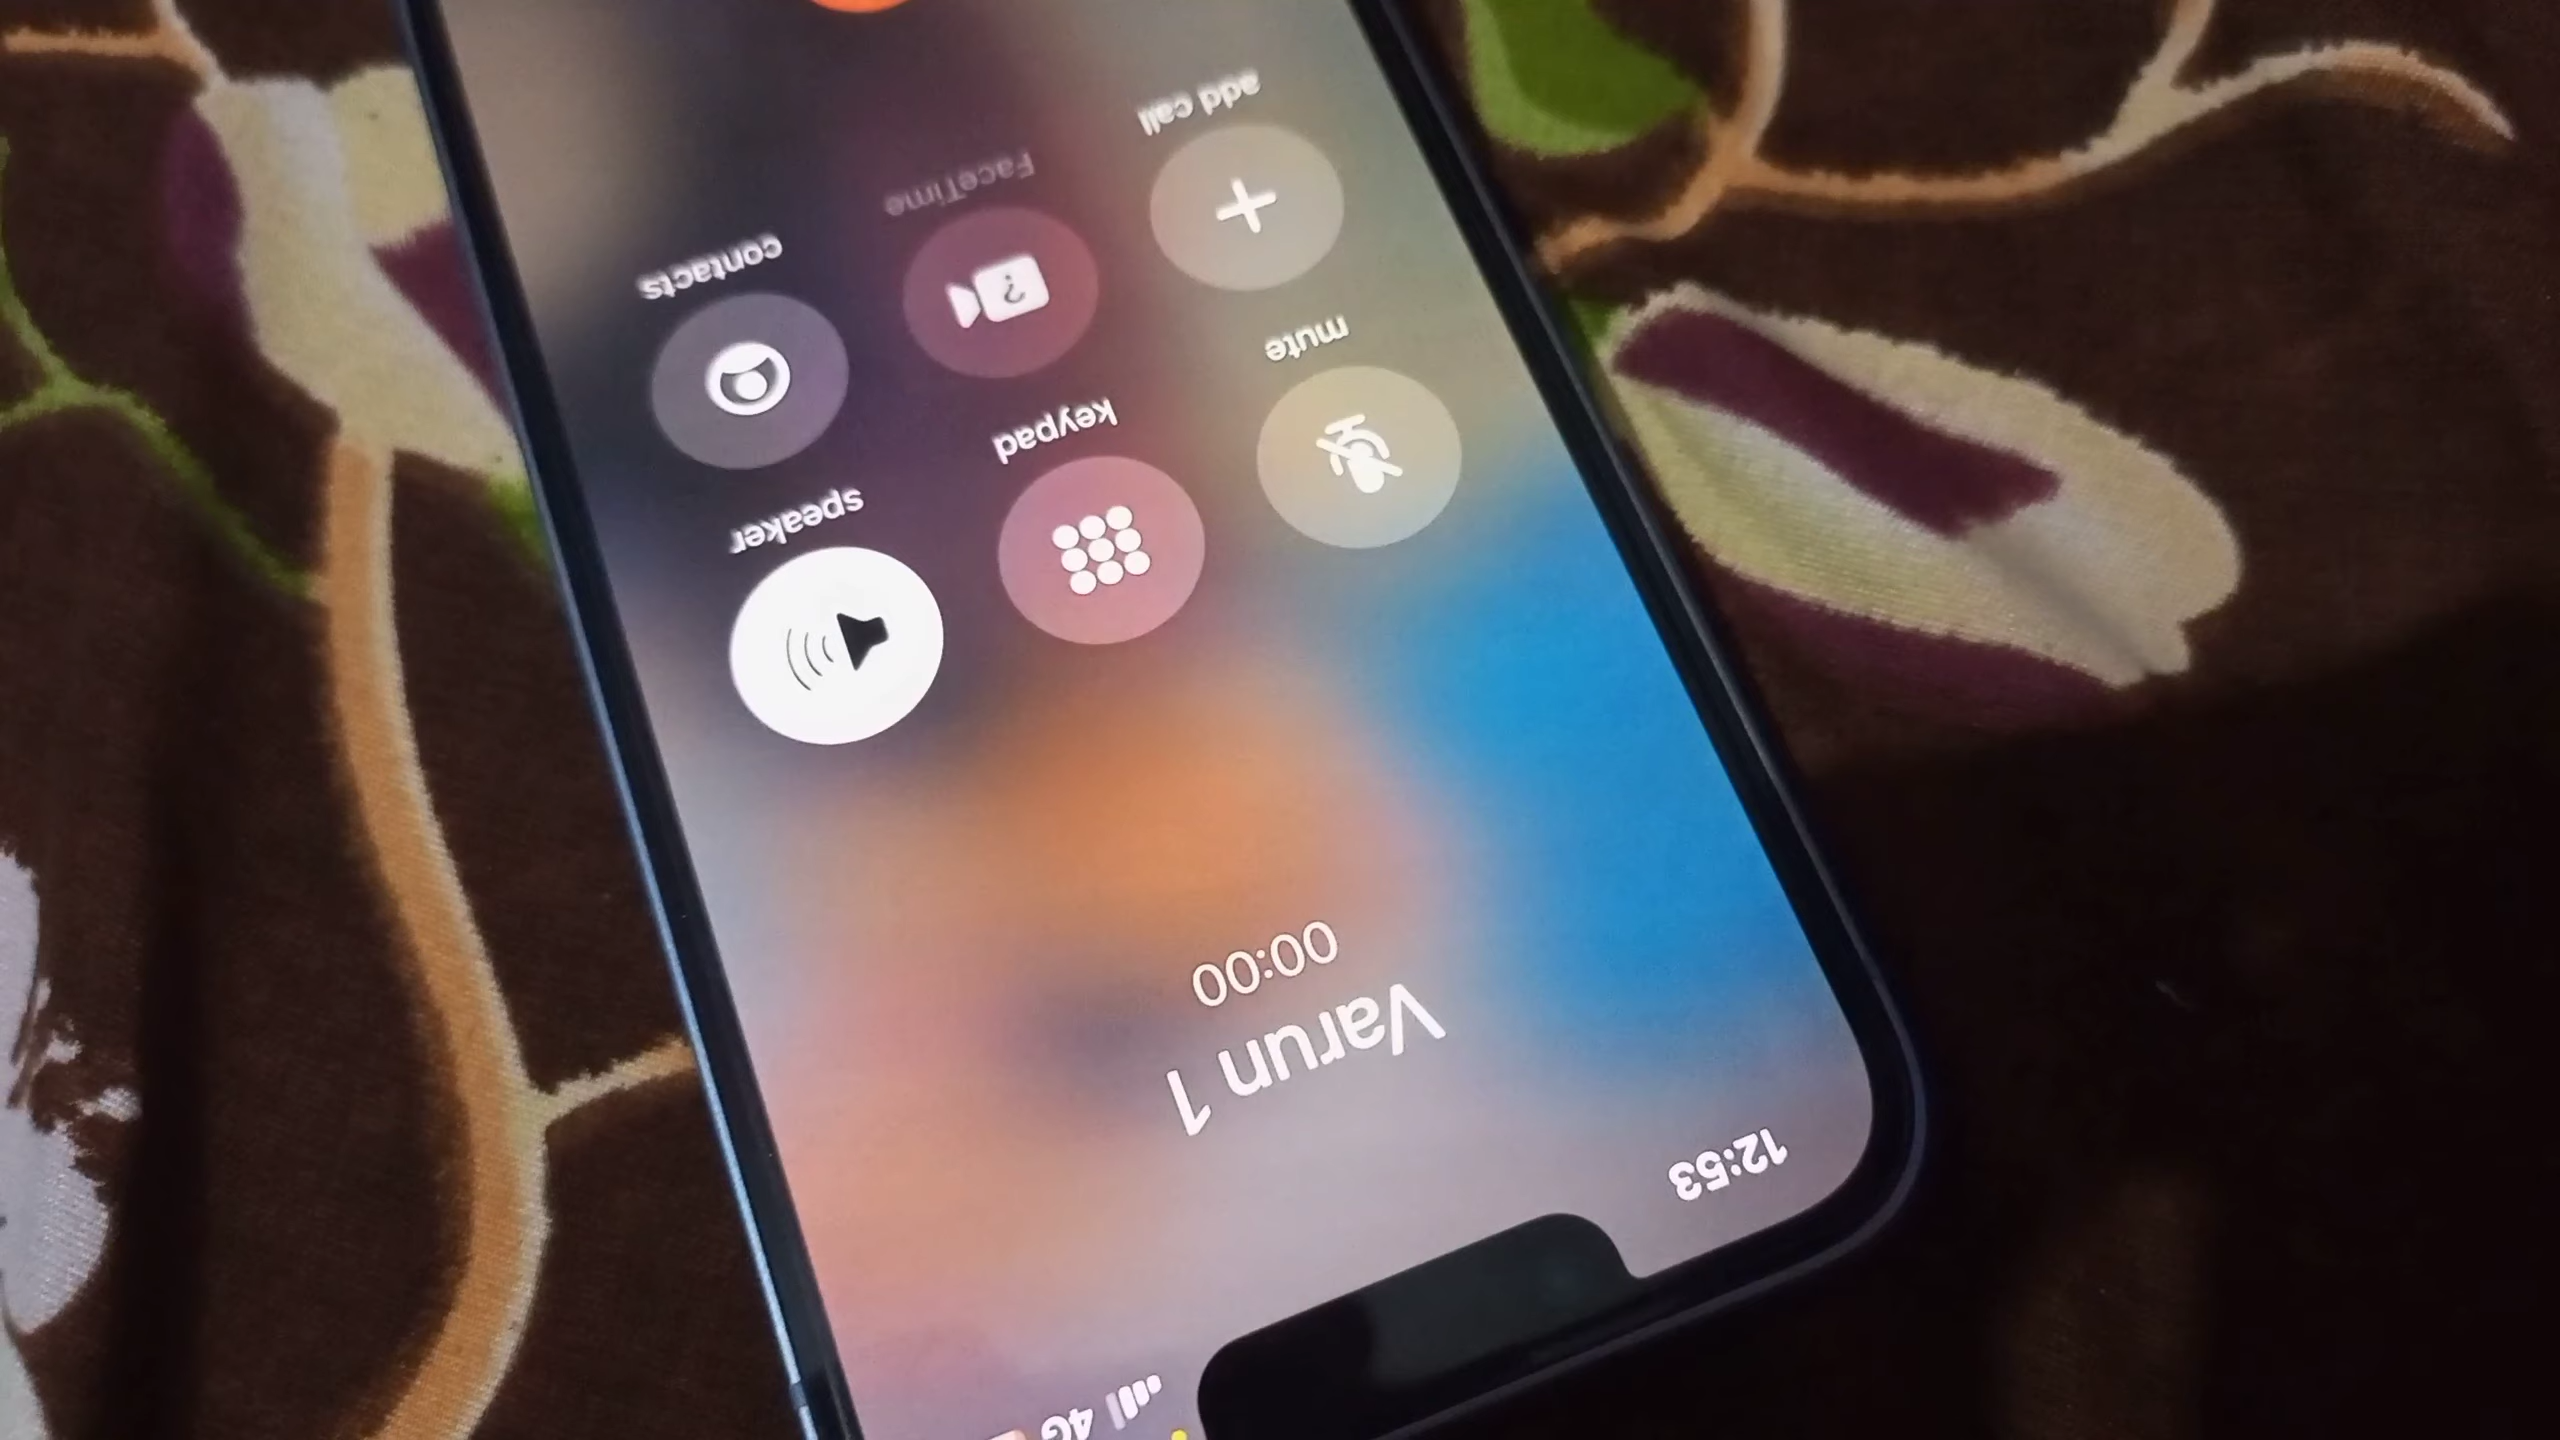 12:53
4G
Varun 1
00:00
mute
keypad
speaker
add call
FaceTime
contacts